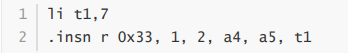 1 li t1,7
2 .insn r 0x33, 1, 2, a4, a5, t1